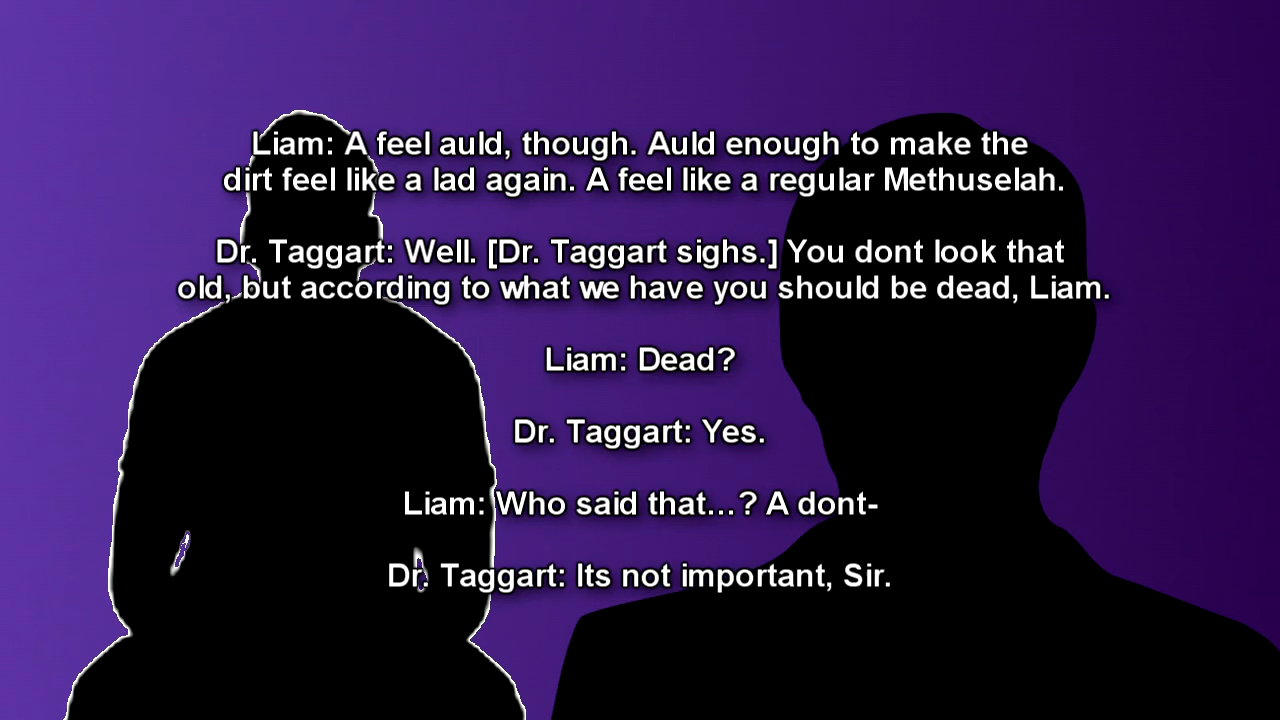 Liam: A feel auld, though. Auld enough to make the
dirt feel like a lad again. A feel like a regular Methuselah.
Dr. Taggart: Well. [Dr. Taggart sighs.] You dont look that
old, but according to what we have you should be dead, Liam.
Liam: Dead?
Dr. Taggart: Yes.
Liam: Who said that...? A dont-
Dr. Taggart: Its not important, Sir.